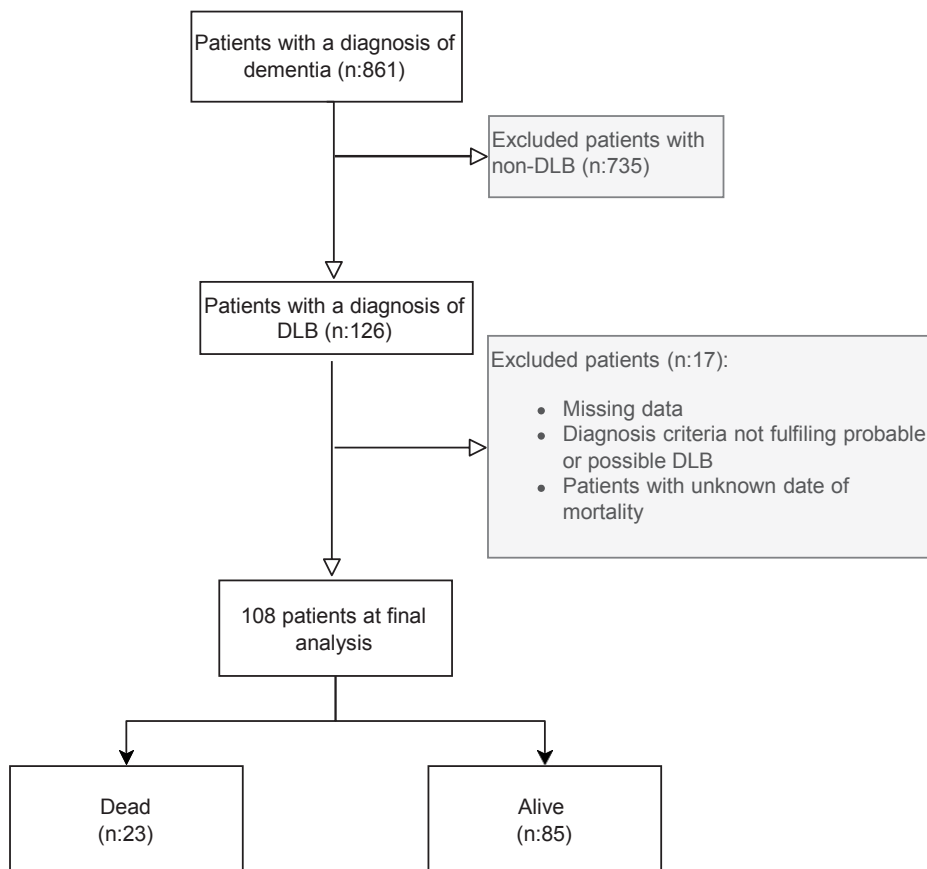 Patients with a diagnosis of
dementia (n:861)
Excluded patients with
non-DLB (n:735)
Patients with a diagnosis of
DLB (n:126)
Excluded patients (n:17):
• Missing data
• Diagnosis criteria not fulfiling probable
or possible DLB
• Patients with unknown date of
mortality
108 patients at final
analysis
Dead
(n:23)
Alive
(n:85)